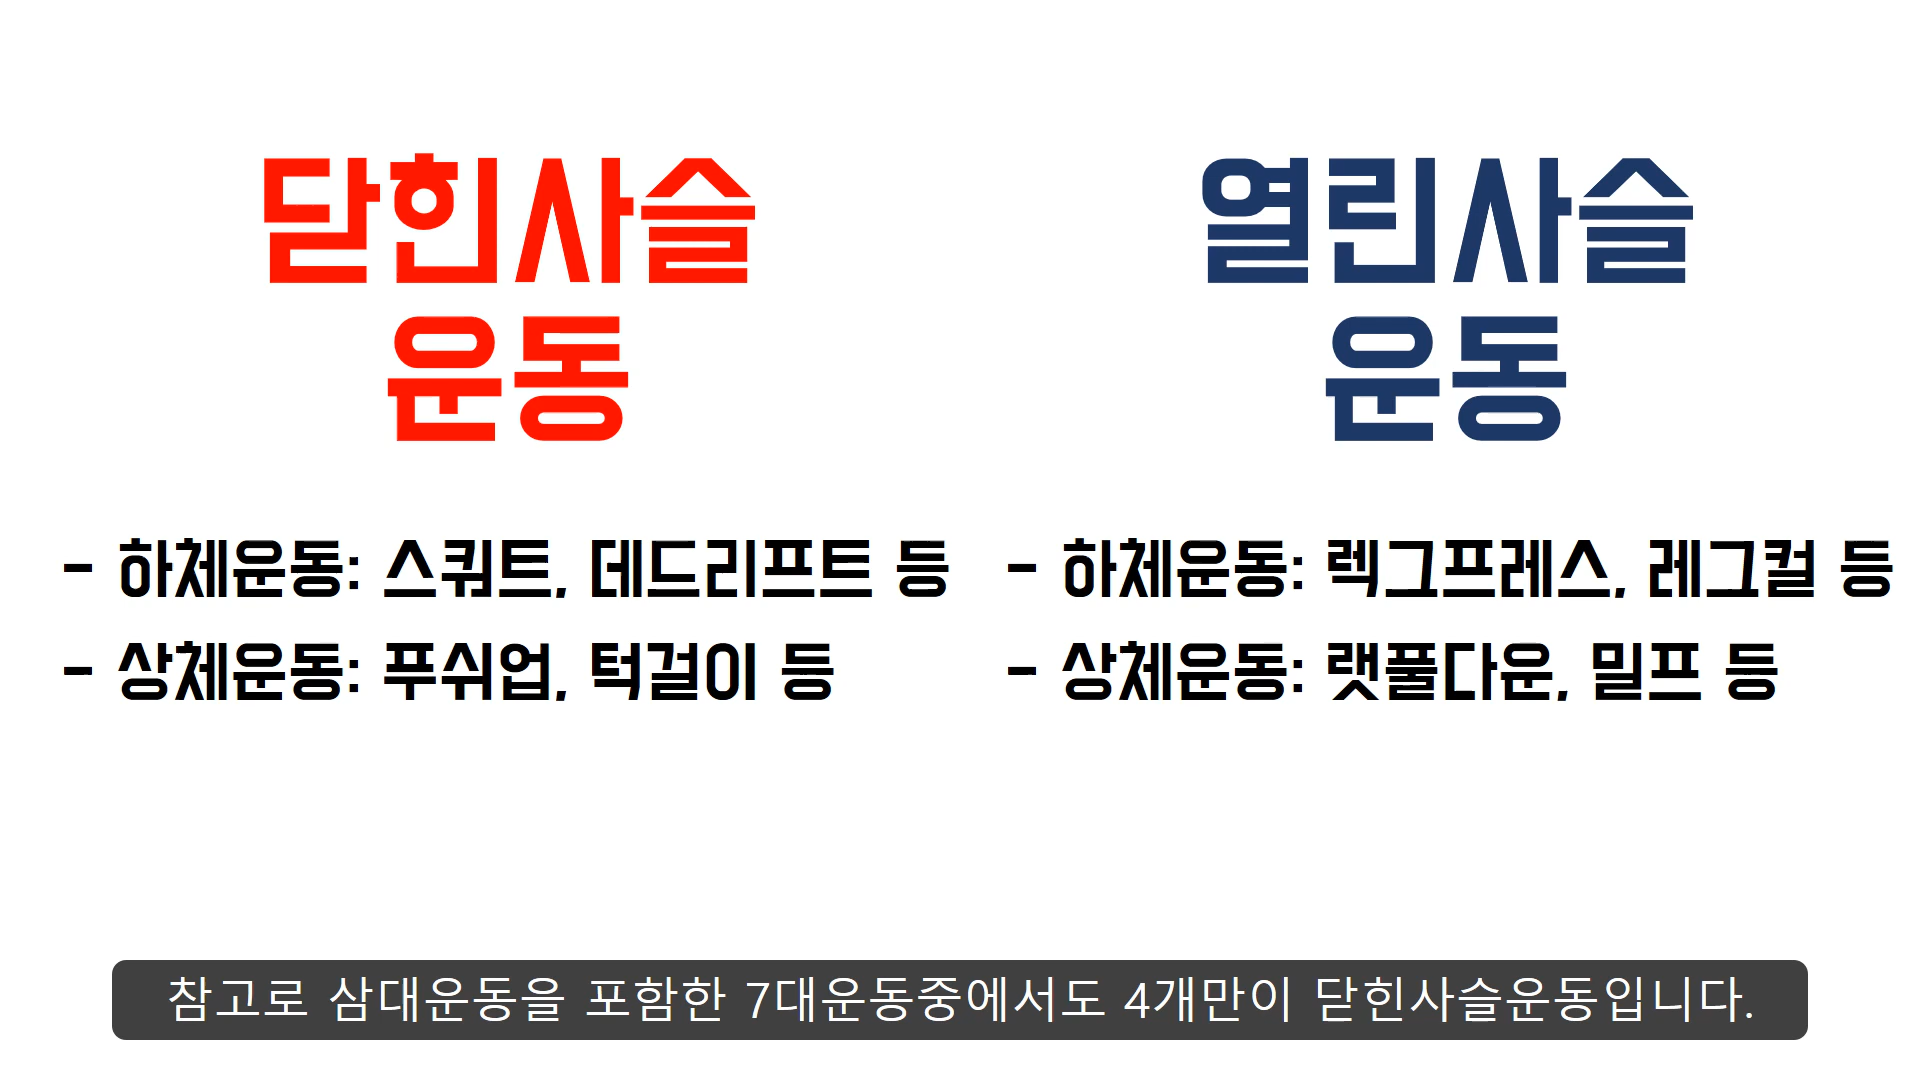 닫힌사슬
운동
- 하체운동: 스쿼트, 데드리프트 등
- 상체운동: 푸쉬업, 턱걸이 등
열린사슬
운동
- 하체운동: 렉그프레스, 레그컬 등
- 상체운동: 랫풀다운, 밀프 등
참고로 삼대운동을 포함한 7대운동중에서도 4개만이 닫힌사슬운동입니다.